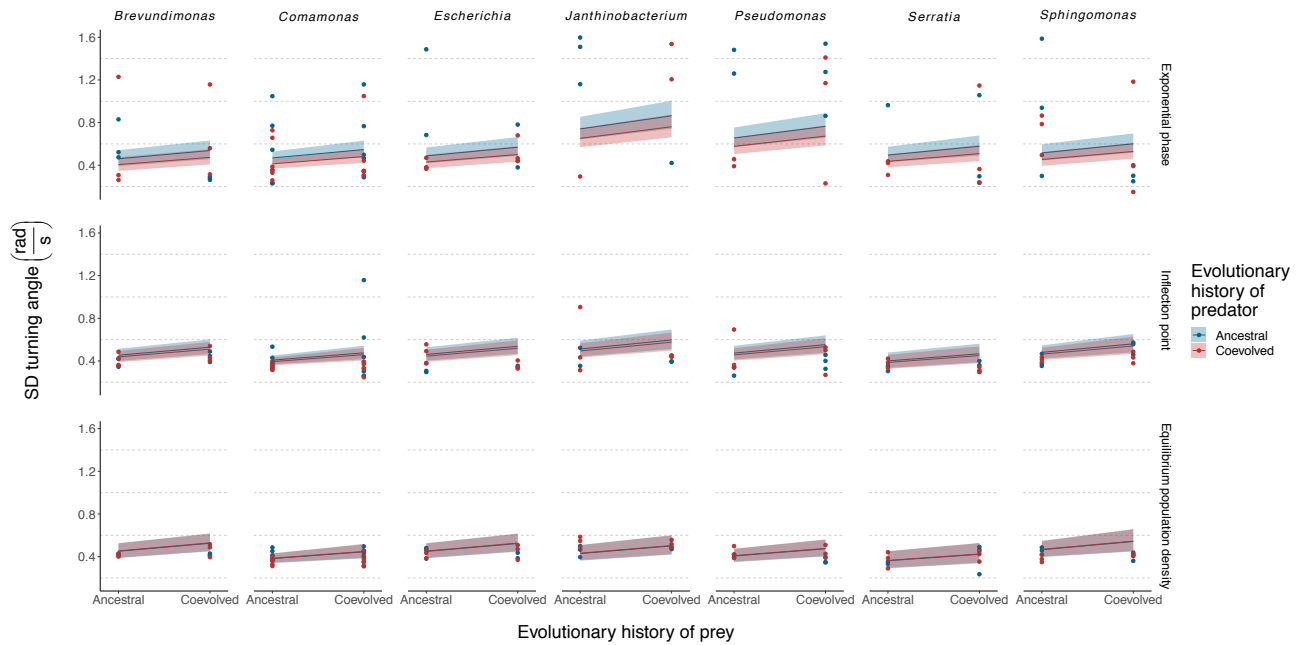 Brevundimonas Comamonas Escherichia Janthinobacterium Pseudomonas Serratia Sphingomonas
1.6
1.2
0.8
0.4
Exponential phase
1.6
1.2
0.8
0.4
Inflection point
1.6
1.2
0.8
0.4
Equilibrium population density
SD turning angle (rad/s)
Ancestral Coevolved Ancestral Coevolved Ancestral Coevolved Ancestral Coevolved Ancestral Coevolved Ancestral Coevolved Ancestral Coevolved
Evolutionary history of prey
Evolutionary
history of
predator
Ancestral
Coevolved